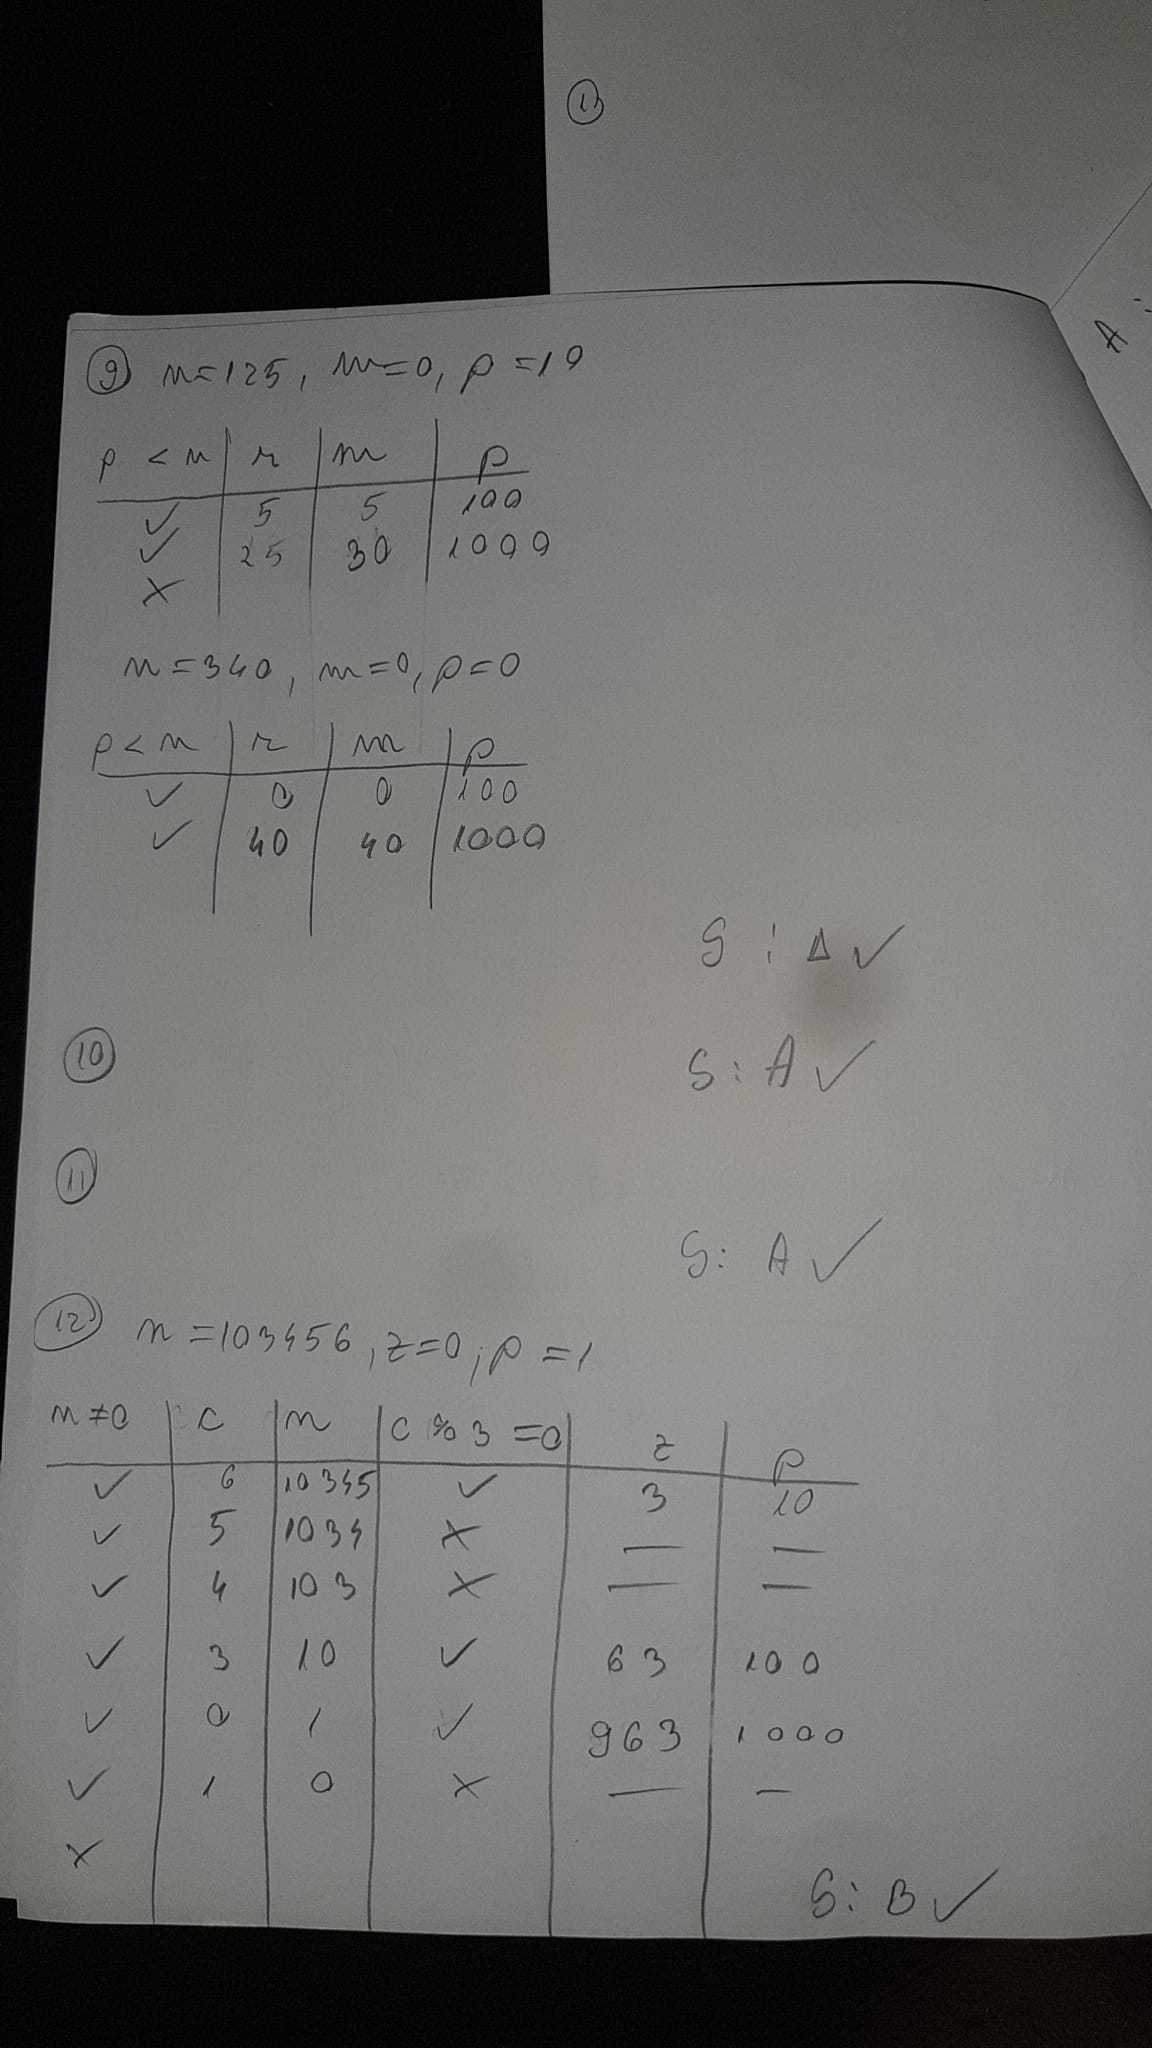 13
A :
9 n=125, m=0, p=10
p < n | r | m | p
✓ 5 5 100
✓ 25 30 1000
✗
n=340, m=0, p=0
p<n | r | m | p
✓ 0 0 100
✓ 40 40 1000
S : A ✓
10
S: A ✓
11
S: A ✓
12 n=103456, z=0, p=1
n≠0 | c | n | c % 3 =0 | z | p
✓ 6 10345 ✓ 3 10
✓ 5 1034 ✗ — —
✓ 4 103 ✗ — —
✓ 3 10 ✓ 63 100
✓ 0 1 ✓ 963 1000
✓ 1 0 ✗ — —
✗
S: B ✓